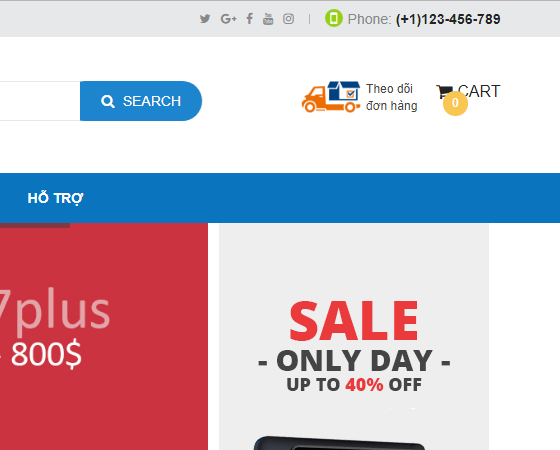 Phone: (+1)123-456-789
SEARCH
Theo dõi
đơn hàng
CART
0
HỖ TRỢ
7plus
800$
SALE
- ONLY DAY -
UP TO 40% OFF